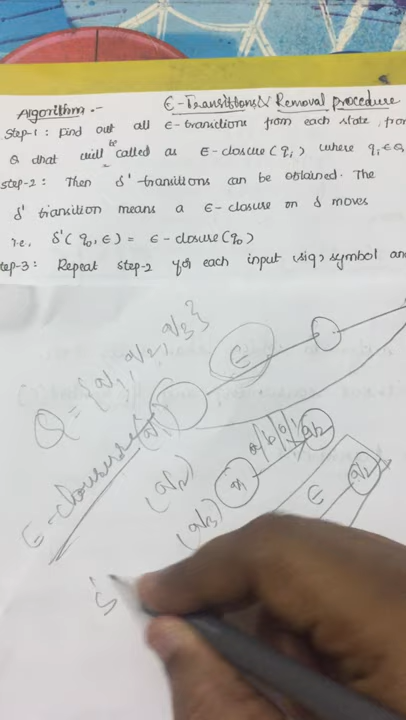 Algorithm :-
ϵ-Transitions & Removal procedure
Step-1 : Find out all ϵ-transitions from each state from
Q that will be called as ϵ-closure (qi) where qi ∈ Q
step-2 : Then δ' transitions can be obtained. The
δ' transition means a ϵ-closure on δ moves
i.e., δ'(q0, ϵ) = ϵ-closure (q0)
tep-3 : Repeat step-2 for each input symbol an
Q = {q1, q2, q3}
ϵ
ϵ-closure (q1)
(q2)
(q3)
q1
q2
ϵ
q2
δ'